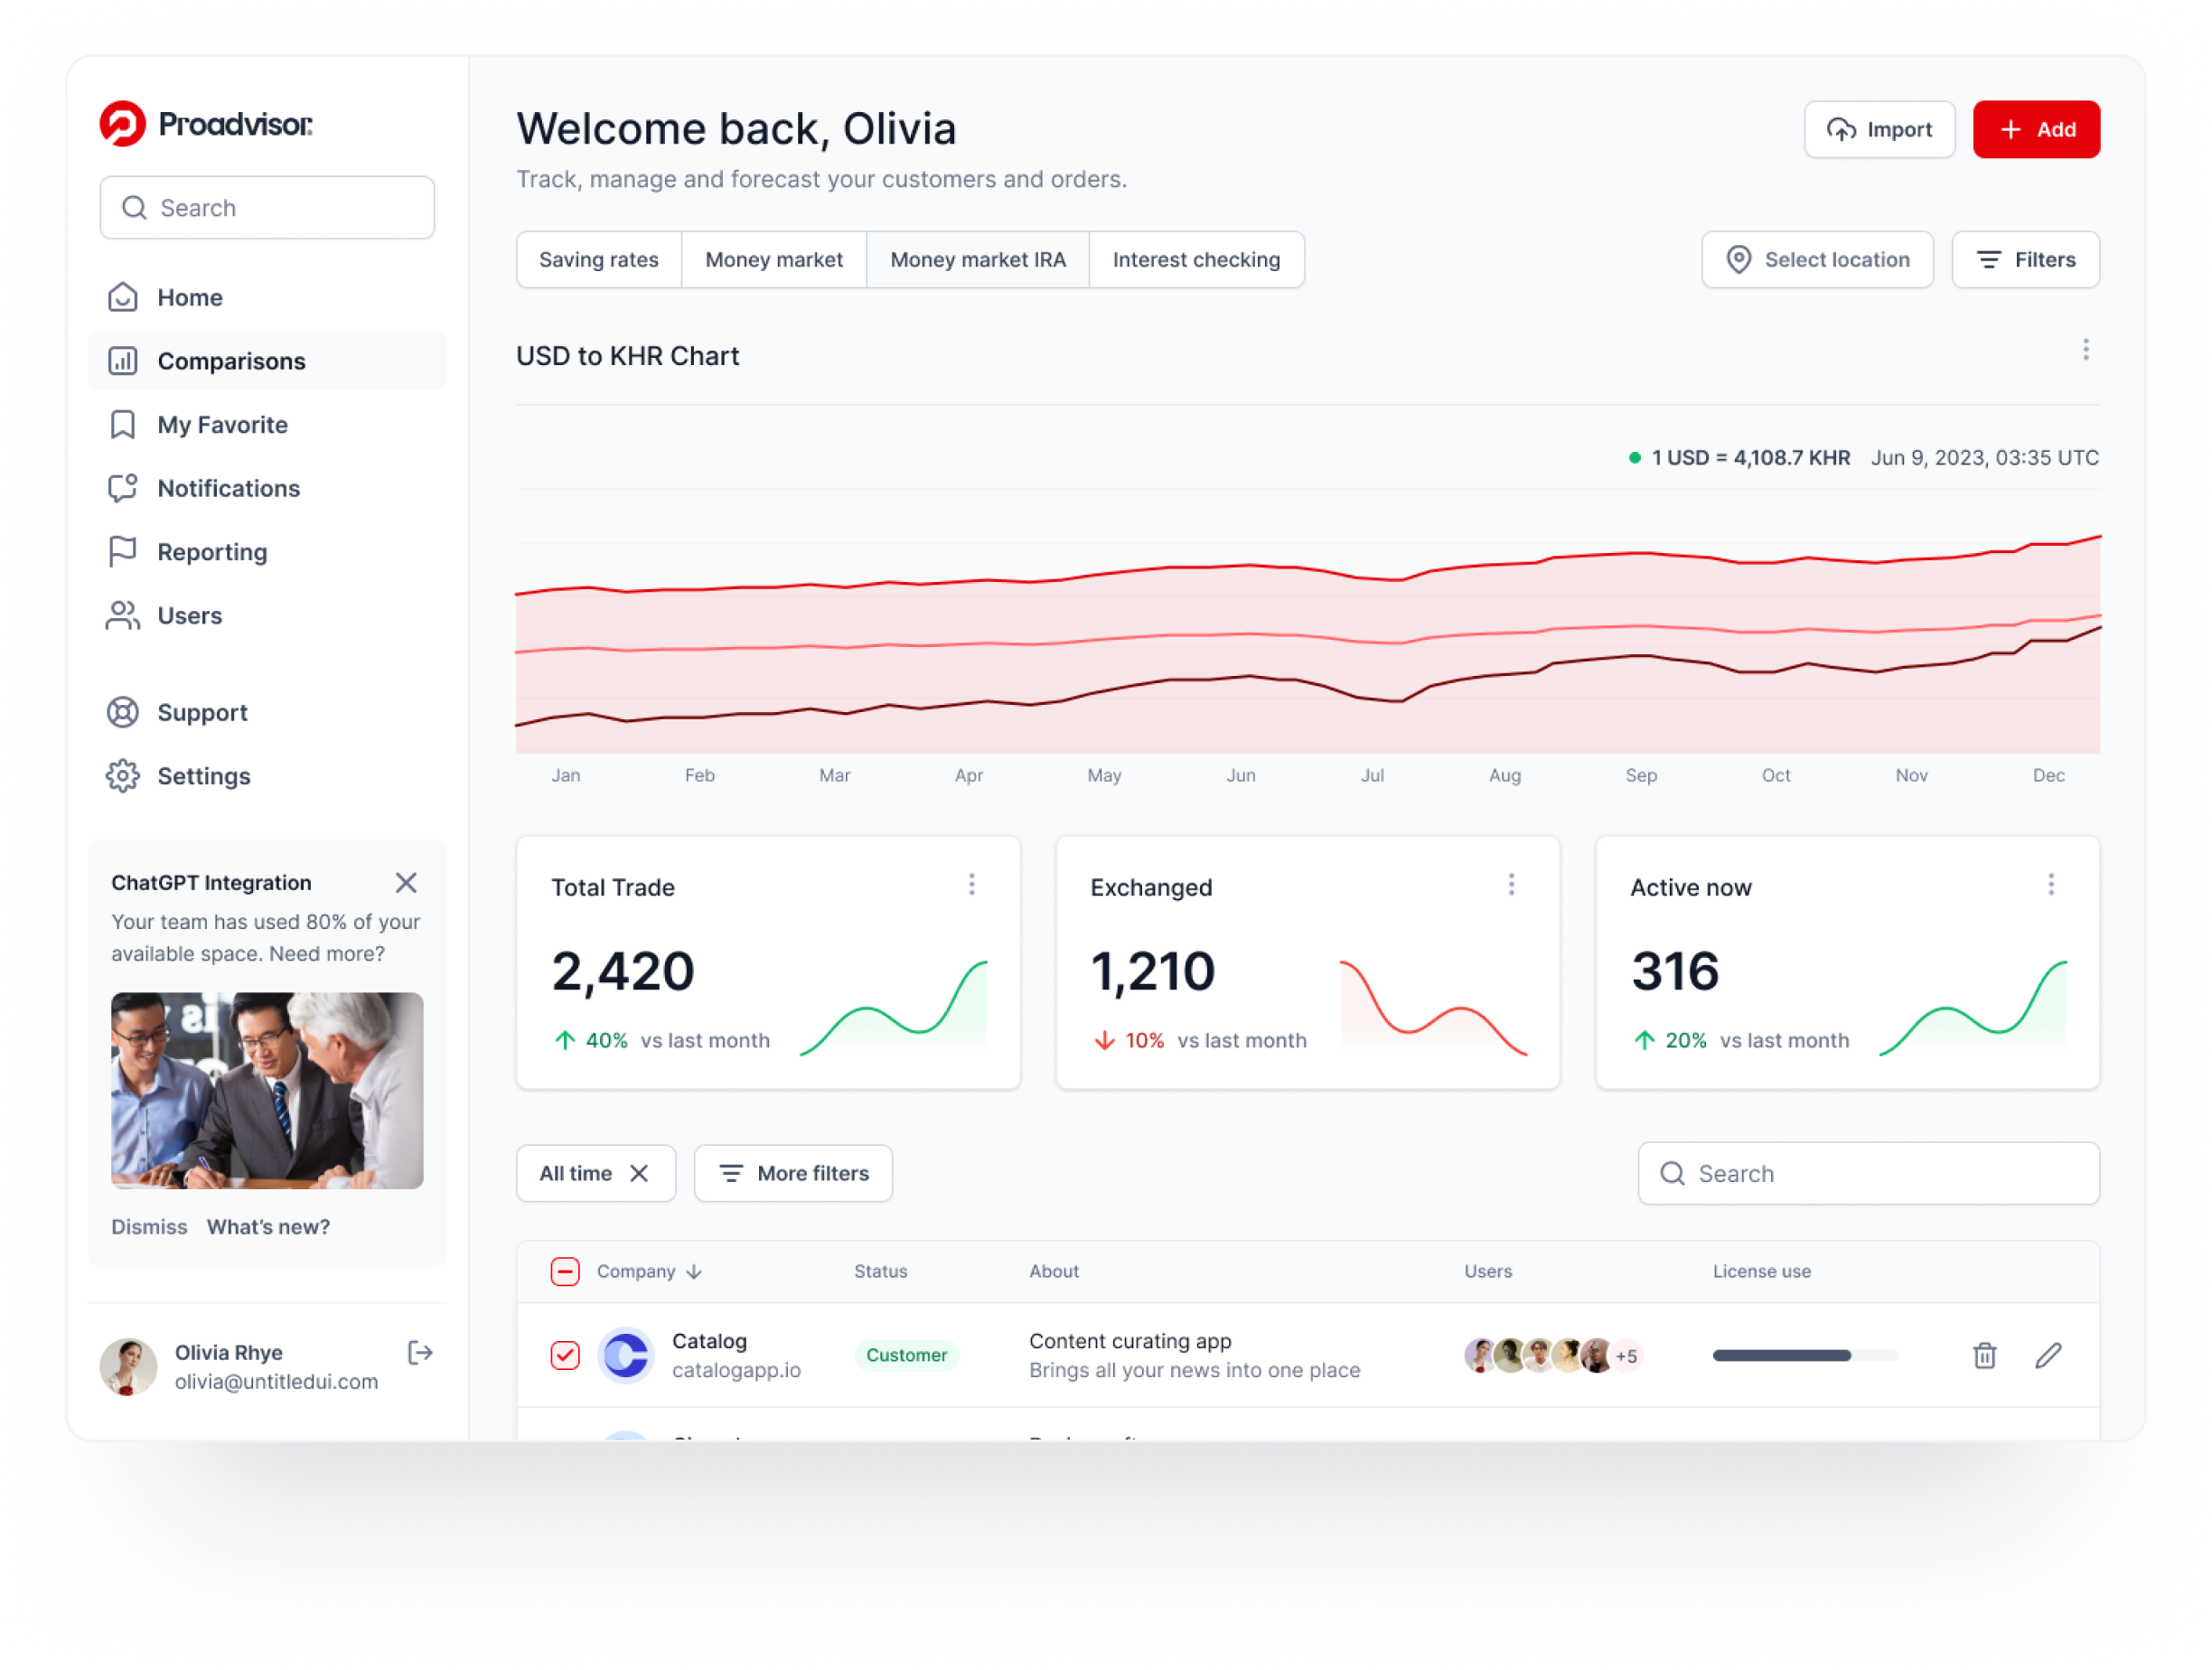 Proadvisor.
Search
Home
Comparisons
My Favorite
Notifications
Reporting
Users
Support
Settings
ChatGPT Integration
Your team has used 80% of your
available space. Need more?
Dismiss What's new?
Olivia Rhye
olivia@untitledui.com
Welcome back, Olivia
Track, manage and forecast your customers and orders.
Import
Add
Saving rates Money market Money market IRA Interest checking
Select location
Filters
USD to KHR Chart
1 USD = 4,108.7 KHR Jun 9, 2023, 03:35 UTC
Jan Feb Mar Apr May Jun Jul Aug Sep Oct Nov Dec
Total Trade
2,420
40% vs last month
Exchanged
1,210
10% vs last month
Active now
316
20% vs last month
All time
More filters
Search
Company Status About Users License use
Catalog
catalogapp.io
Customer
Content curating app
Brings all your news into one place
+5